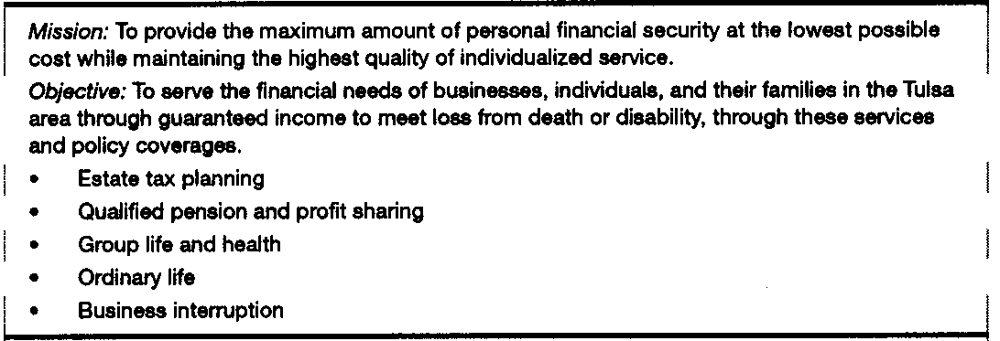 Mission: To provide the maximum amount of personal financial security at the lowest possible
cost while maintaining the highest quality of individualized service.
Objective: To serve the financial needs of businesses, individuals, and their families in the Tulsa
area through guaranteed income to meet loss from death or disability, through these services
and policy coverages.
• Estate tax planning
• Qualified pension and profit sharing
• Group life and health
• Ordinary life
• Business interruption